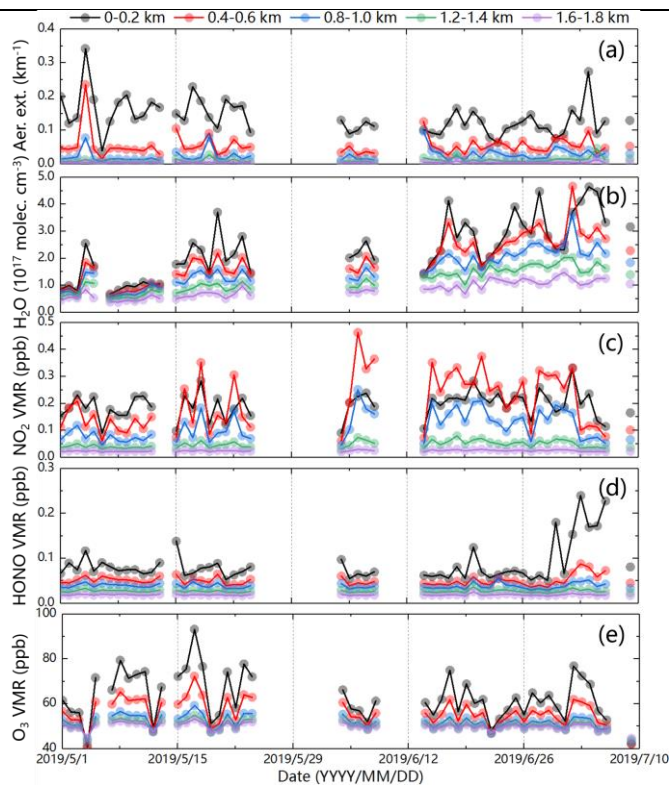 0-0.2 km 0.4-0.6 km 0.8-1.0 km 1.2-1.4 km 1.6-1.8 km
(a)
Aer. ext. (km⁻¹)
0.4
0.3
0.2
0.1
0.0
(b)
H₂O (10¹⁷ molec. cm⁻³)
5.0
4.0
3.0
2.0
1.0
0.0
(c)
NO₂ VMR (ppb)
0.5
0.4
0.3
0.2
0.1
0.0
(d)
HONO VMR (ppb)
0.3
0.2
0.1
0.0
(e)
O₃ VMR (ppb)
100
80
60
40
2019/5/1 2019/5/15 2019/5/29 2019/6/12 2019/6/26 2019/7/10
Date (YYYY/MM/DD)